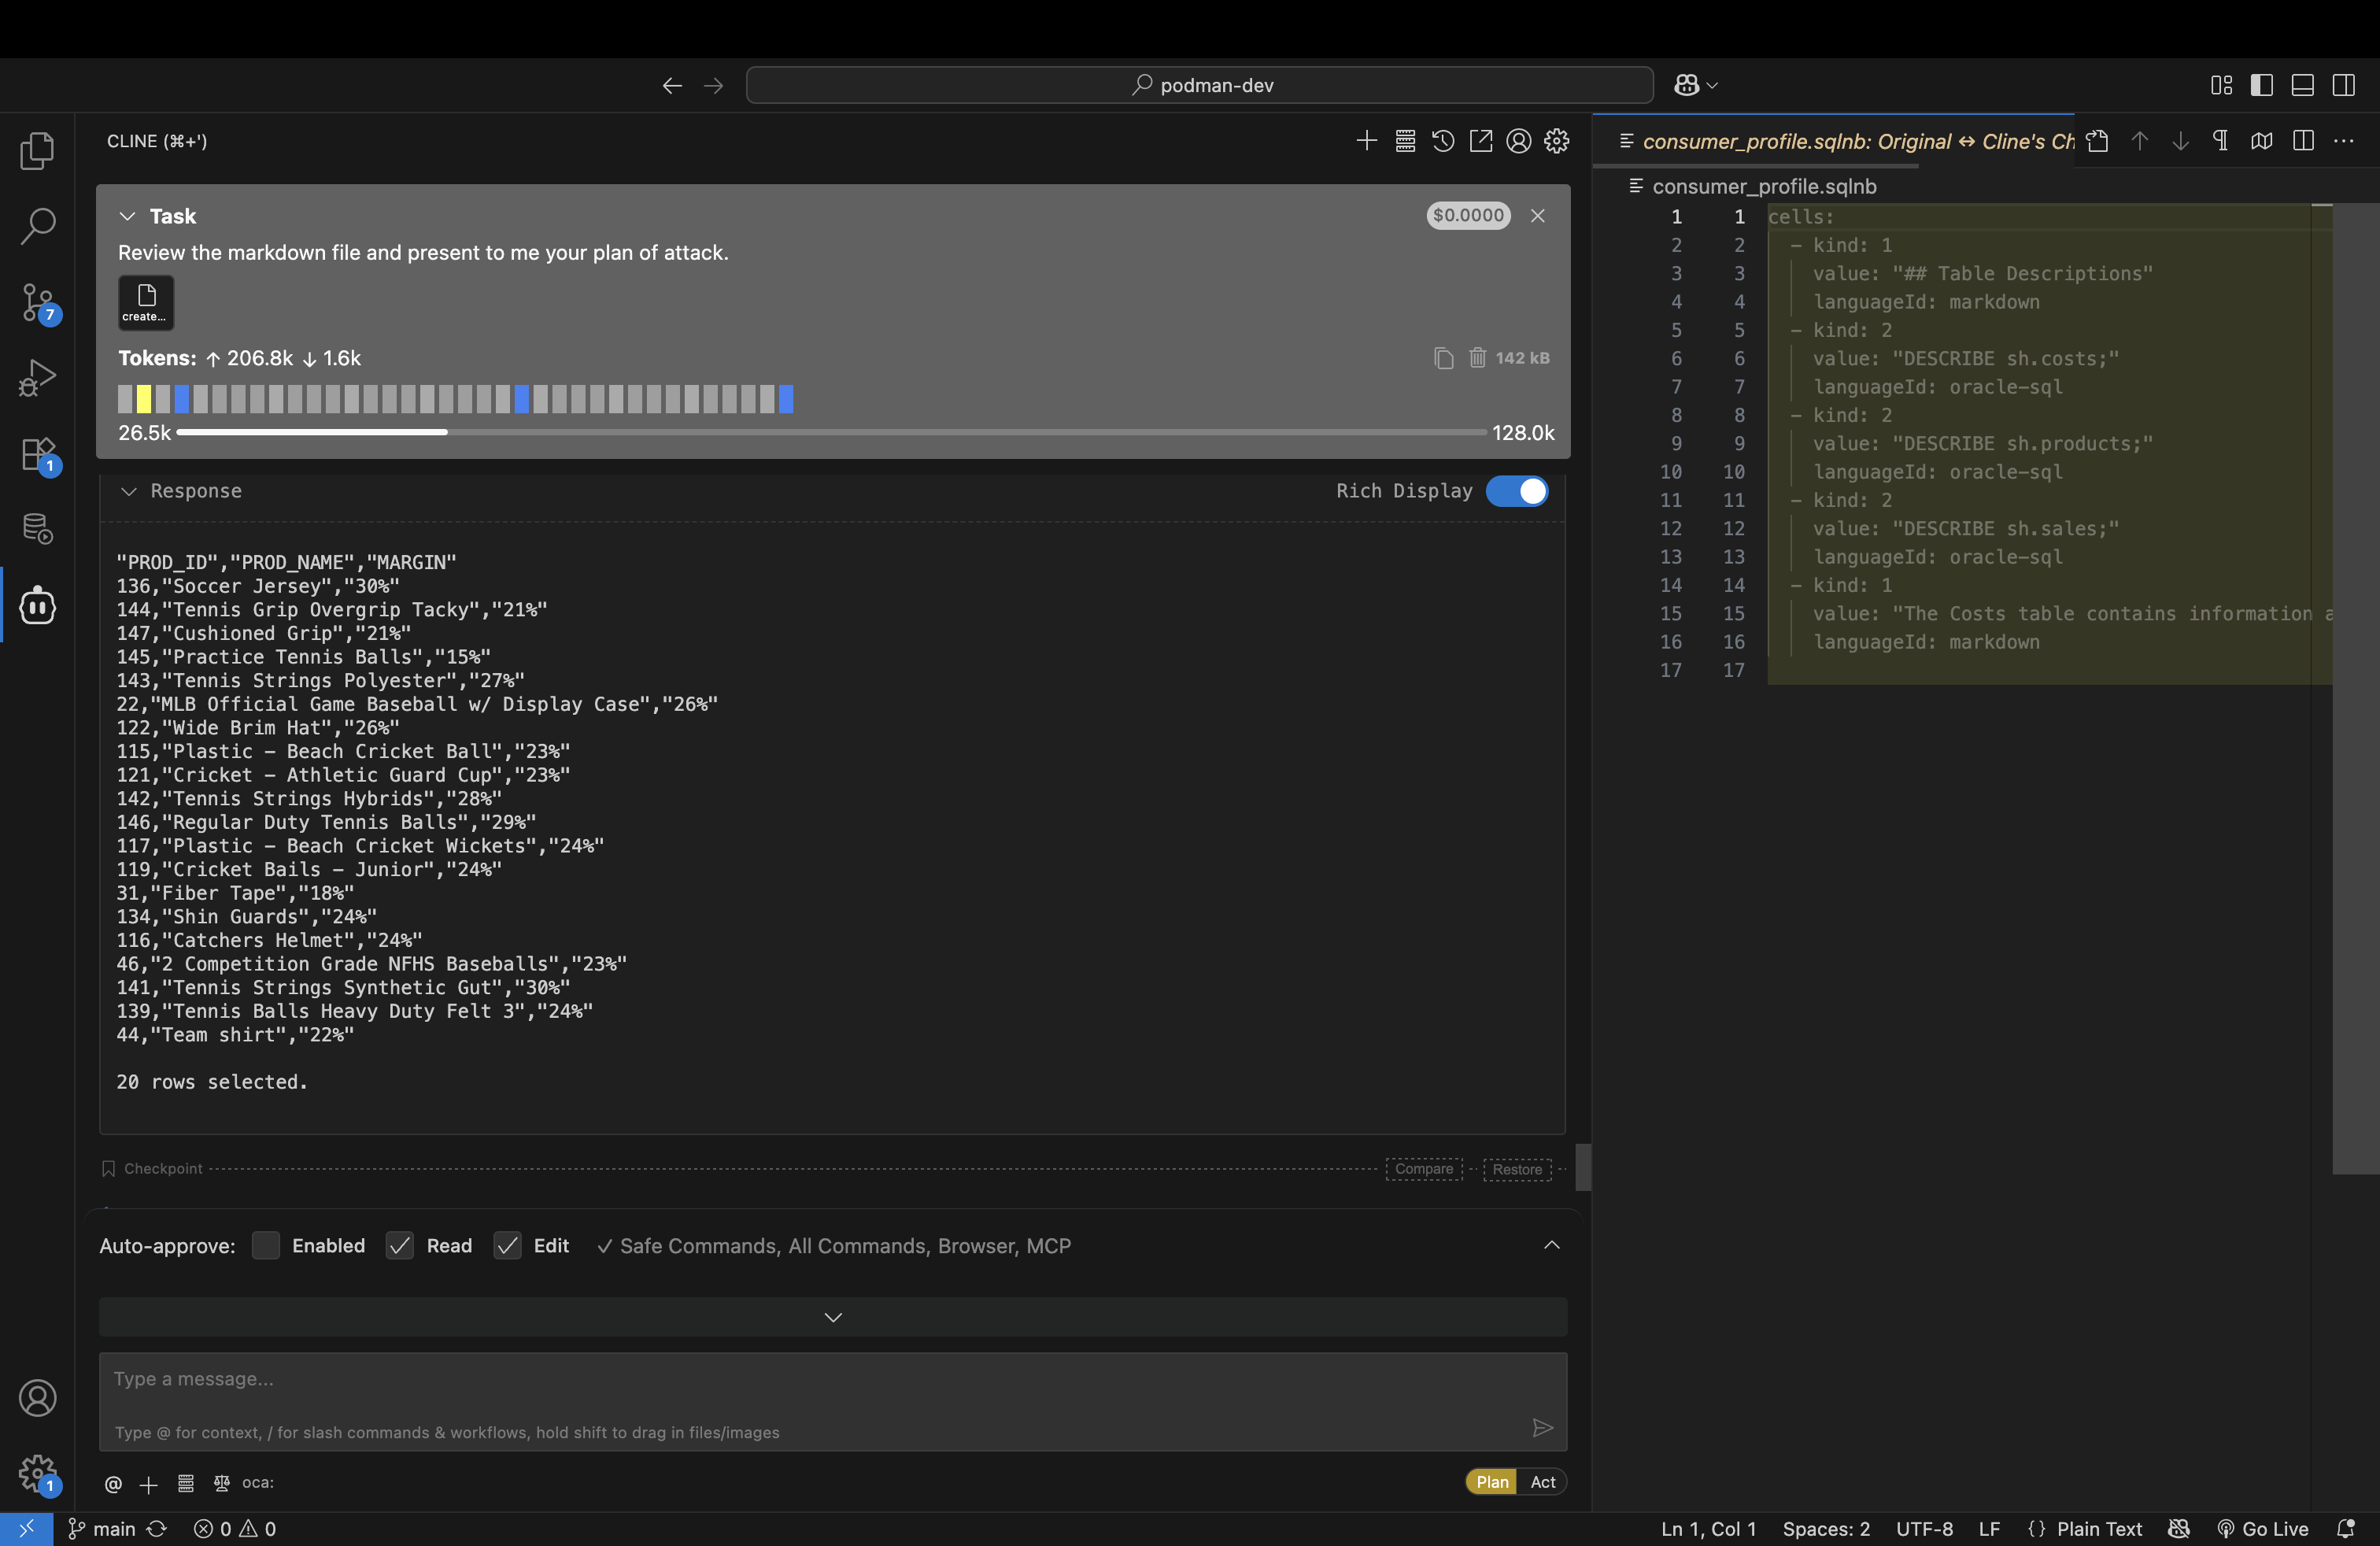 podman-dev
CLINE (⌘+')
Task
$0.0000
Review the markdown file and present to me your plan of attack.
create...
Tokens: ↑ 206.8k ↓ 1.6k
142 kB
26.5k
128.0k
Response
Rich Display
"PROD_ID","PROD_NAME","MARGIN"
136,"Soccer Jersey","30%"
144,"Tennis Grip Overgrip Tacky","21%"
147,"Cushioned Grip","21%"
145,"Practice Tennis Balls","15%"
143,"Tennis Strings Polyester","27%"
22,"MLB Official Game Baseball w/ Display Case","26%"
122,"Wide Brim Hat","26%"
115,"Plastic - Beach Cricket Ball","23%"
121,"Cricket - Athletic Guard Cup","23%"
142,"Tennis Strings Hybrids","28%"
146,"Regular Duty Tennis Balls","29%"
117,"Plastic - Beach Cricket Wickets","24%"
119,"Cricket Bails - Junior","24%"
31,"Fiber Tape","18%"
134,"Shin Guards","24%"
116,"Catchers Helmet","24%"
46,"2 Competition Grade NFHS Baseballs","23%"
141,"Tennis Strings Synthetic Gut","30%"
139,"Tennis Balls Heavy Duty Felt 3","24%"
44,"Team shirt","22%"
20 rows selected.
Checkpoint
Compare
Restore
Auto-approve: Enabled Read Edit ✓ Safe Commands, All Commands, Browser, MCP
Type a message...
Type @ for context, / for slash commands & workflows, hold shift to drag in files/images
@ + oca:
Plan Act
consumer_profile.sqlnb: Original ↔ Cline's Ch
consumer_profile.sqlnb
1 1 cells:
2 2 - kind: 1
3 3 value: "## Table Descriptions"
4 4 languageId: markdown
5 5 - kind: 2
6 6 value: "DESCRIBE sh.costs;"
7 7 languageId: oracle-sql
8 8 - kind: 2
9 9 value: "DESCRIBE sh.products;"
10 10 languageId: oracle-sql
11 11 - kind: 2
12 12 value: "DESCRIBE sh.sales;"
13 13 languageId: oracle-sql
14 14 - kind: 1
15 15 value: "The Costs table contains information a
16 16 languageId: markdown
17 17
7
1
1
main 0 0
Ln 1, Col 1 Spaces: 2 UTF-8 LF {} Plain Text Go Live